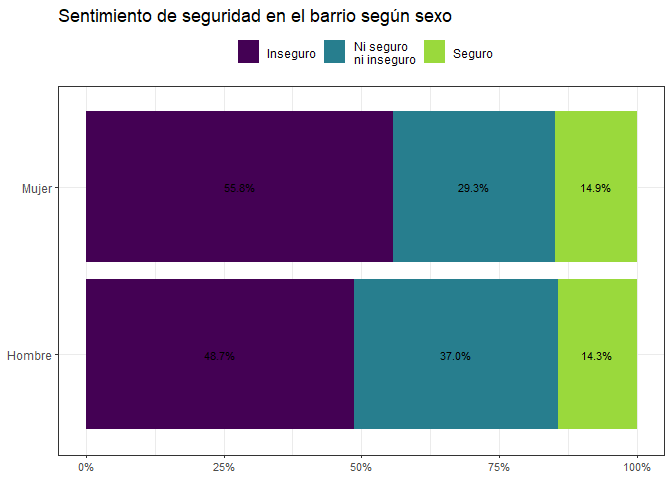 Sentimiento de seguridad en el barrio según sexo
Inseguro
Ni seguro
ni inseguro
Seguro
Mujer
55.8%
29.3%
14.9%
Hombre
48.7%
37.0%
14.3%
0%
25%
50%
75%
100%